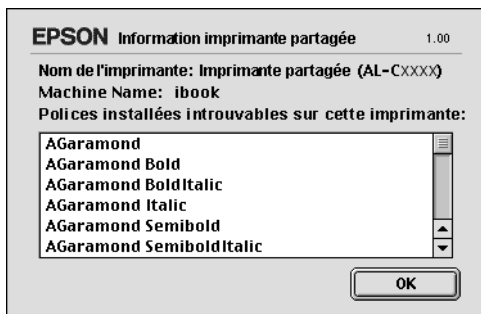 EPSON Information imprimante partagée 1.00
Nom de l'imprimante: Imprimante partagée (AL-CXXXX)
Machine Name: ibook
Polices installées introuvables sur cette imprimante:
AGaramond
AGaramond Bold
AGaramond BoldItalic
AGaramond Italic
AGaramond Semibold
AGaramond SemiboldItalic
OK